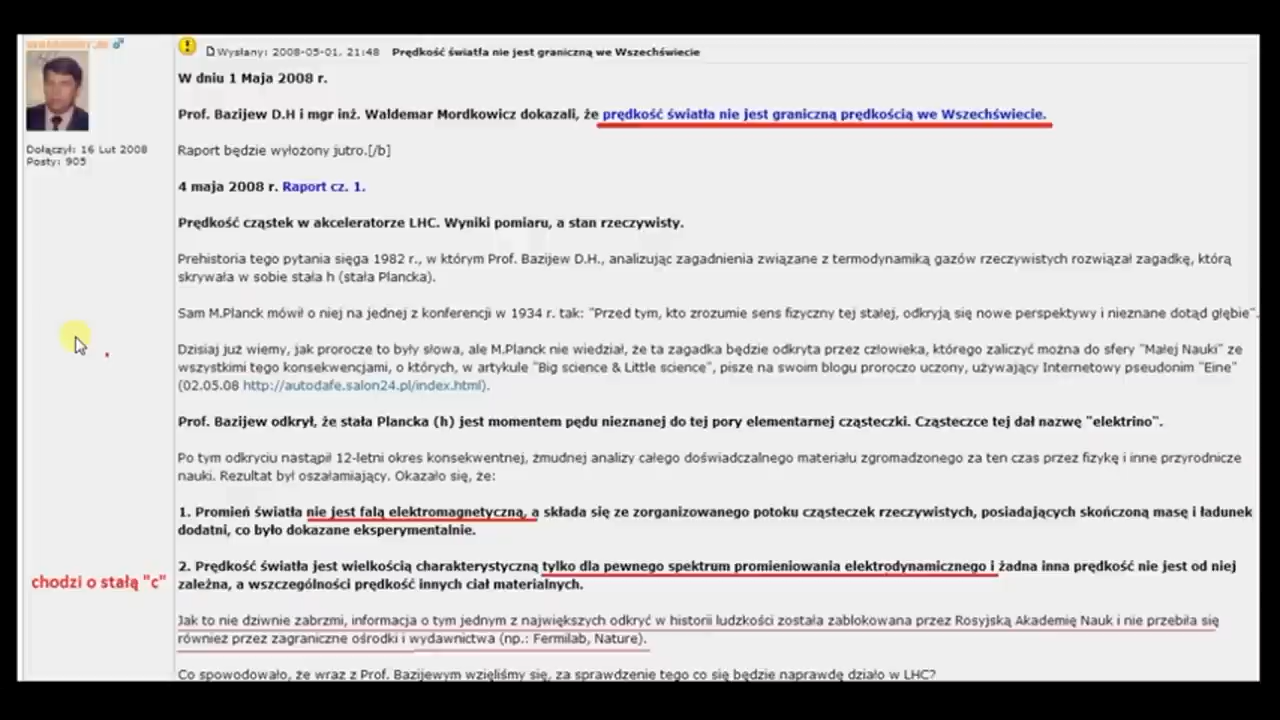 Wysłany: 2008-05-01, 21:48 Prędkość światła nie jest graniczną we Wszechświecie
Dołączył: 16 Lut 2008
Posty: 905
W dniu 1 Maja 2008 r.
Prof. Bazijew D.H i mgr inż. Waldemar Mordkowicz dokazali, że prędkość światła nie jest graniczną prędkością we Wszechświecie.
Raport będzie wyłożony jutro.[/b]
4 maja 2008 r. Raport cz. 1.
Prędkość cząstek w akceleratorze LHC. Wyniki pomiaru, a stan rzeczywisty.
Prehistoria tego pytania sięga 1982 r., w którym Prof. Bazijew D.H., analizując zagadnienia związane z termodynamiką gazów rzeczywistych rozwiązał zagadkę, którą
skrywała w sobie stała h (stała Plancka).
Sam M.Planck mówił o niej na jednej z konferencji w 1934 r. tak: "Przed tym, kto zrozumie sens fizyczny tej stałej, odkryją się nowe perspektywy i nieznane dotąd głębie".
Dzisiaj już wiemy, jak prorocze to były słowa, ale M.Planck nie wiedział, że ta zagadka będzie odkryta przez człowieka, którego zaliczyć można do sfery "Małej Nauki" ze
wszystkimi tego konsekwencjami, o których, w artykule "Big science & Little science", pisze na swoim blogu proroczo uczony, używający Internetowy pseudonim "Eine"
(02.05.08 http://autodafe.salon24.pl/index.html).
Prof. Bazijew odkrył, że stała Plancka (h) jest momentem pędu nieznanej do tej pory elementarnej cząsteczki. Cząsteczce tej dał nazwę "elektrino".
Po tym odkryciu nastąpił 12-letni okres konsekwentnej, żmudnej analizy całego doświadczalnego materiału zgromadzonego za ten czas przez fizykę i inne przyrodnicze
nauki. Rezultat był oszałamiający. Okazało się, że:
1. Promień światła nie jest falą elektromagnetyczną, a składa się ze zorganizowanego potoku cząsteczek rzeczywistych, posiadających skończoną masę i ładunek
dodatni, co było dokazane eksperymentalnie.
2. Prędkość światła jest wielkością charakterystyczną tylko dla pewnego spektrum promieniowania elektrodynamicznego i żadna inna prędkość nie jest od niej
zależna, a wszczególności prędkość innych ciał materialnych.
chodzi o stałą "c"
Jak to nie dziwnie zabrzmi, informacja o tym jednym z największych odkryć w historii ludzkości została zablokowana przez Rosyjską Akademię Nauk i nie przebiła się
również przez zagraniczne ośrodki i wydawnictwa (np.: Fermilab, Nature).
Co spowodowało, że wraz z Prof. Bazijewym wzięliśmy się, za sprawdzenie tego co się będzie naprawdę działo w LHC?